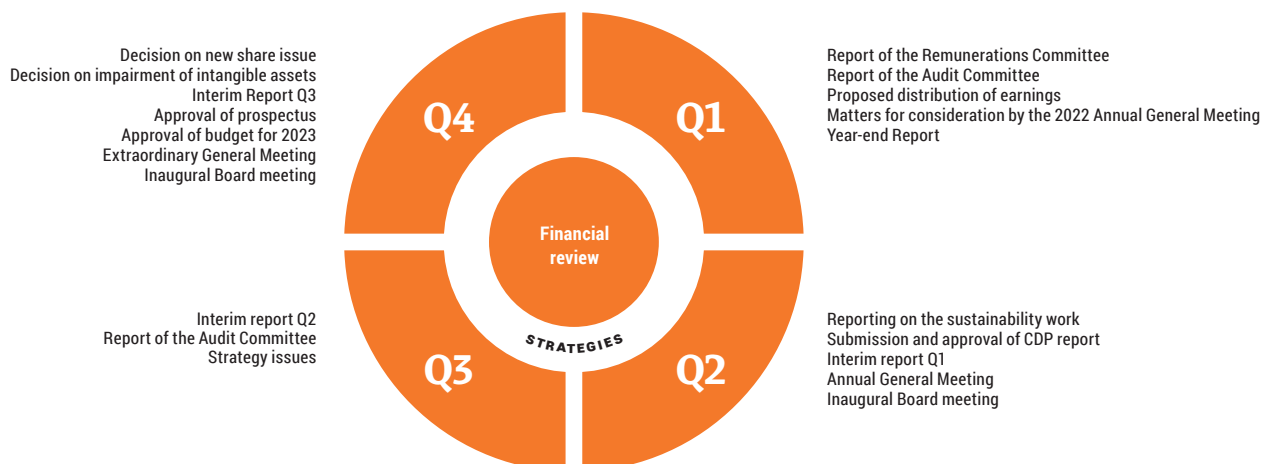 Decision on new share issue
Decision on impairment of intangible assets
Interim Report Q3
Approval of prospectus
Approval of budget for 2023
Extraordinary General Meeting
Inaugural Board meeting
Q4
Q1
Report of the Remunerations Committee
Report of the Audit Committee
Proposed distribution of earnings
Matters for consideration by the 2022 Annual General Meeting
Year-end Report
Financial
review
STRATEGIES
Interim report Q2
Report of the Audit Committee
Strategy issues
Q3
Q2
Reporting on the sustainability work
Submission and approval of CDP report
Interim report Q1
Annual General Meeting
Inaugural Board meeting